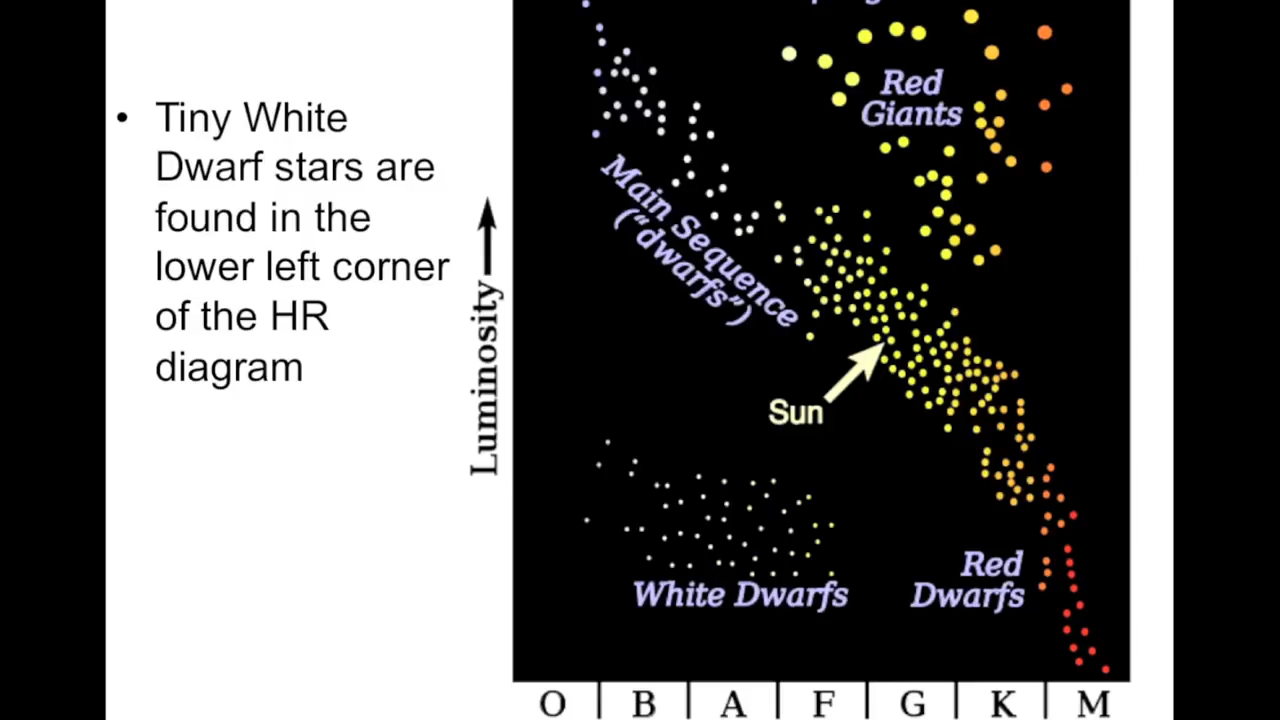 • Tiny White
Dwarf stars are
found in the
lower left corner
of the HR
diagram
Luminosity
Red
Giants
Main Sequence
("dwarfs")
Sun
White Dwarfs
Red
Dwarfs
O | B | A | F | G | K | M